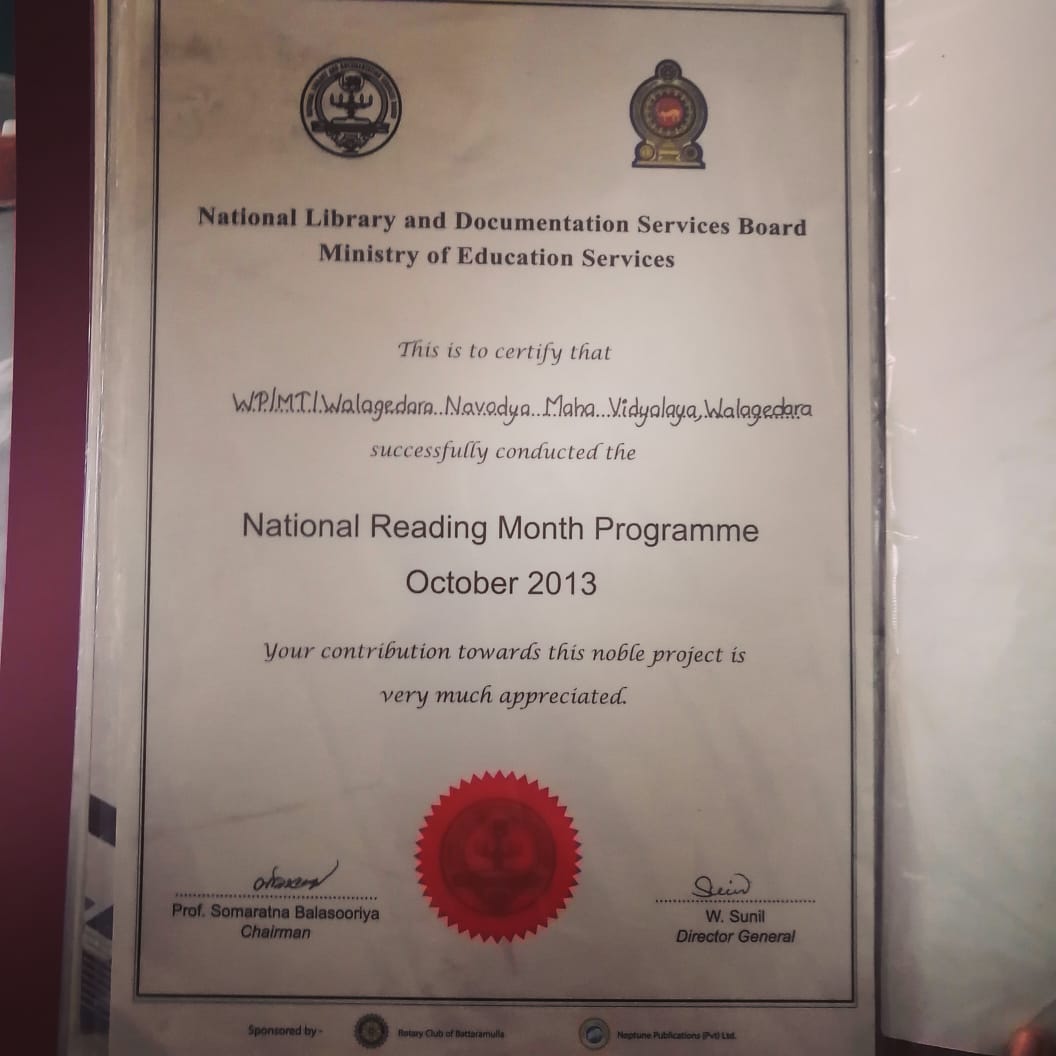 National Library and Documentation Services Board
Ministry of Education Services
This is to certify that
W.P/MT/Walagedara Navodya Maha Vidyalaya, Walagedara
successfully conducted the
National Reading Month Programme
October 2013
Your contribution towards this noble project is
very much appreciated.
Prof. Somaratna Balasooriya
Chairman
W. Sunil
Director General
Sponsored by - Rotary Club of Battaramulla Neptune Publications (Pvt) Ltd.